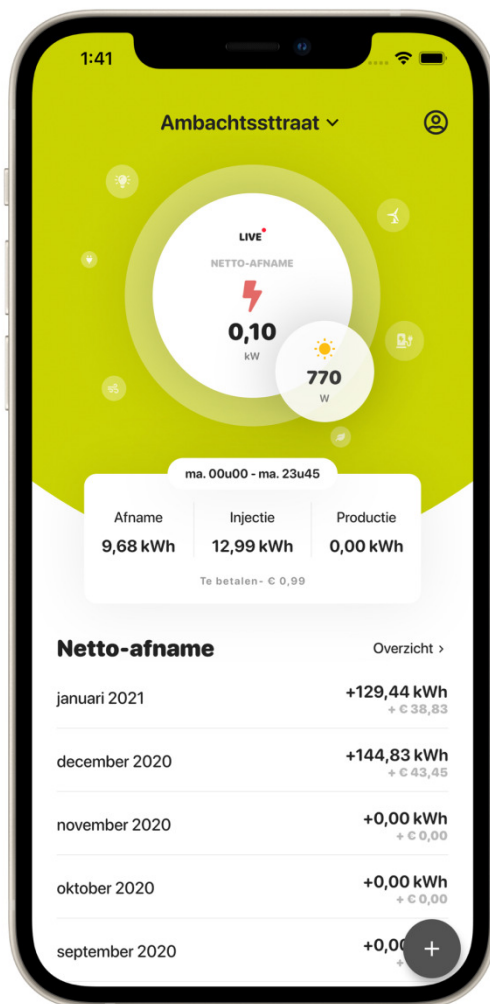 1:41
Ambachtssttraat
LIVE
NETTO-AFNAME
0,10
kW
770
W
ma. 00u00 - ma. 23u45
Afname Injectie Productie
9,68 kWh 12,99 kWh 0,00 kWh
Te betalen- € 0,99
Netto-afname Overzicht >
januari 2021 +129,44 kWh
+ € 38,83
december 2020 +144,83 kWh
+ € 43,45
november 2020 +0,00 kWh
+ € 0,00
oktober 2020 +0,00 kWh
+ € 0,00
september 2020 +0,0
+